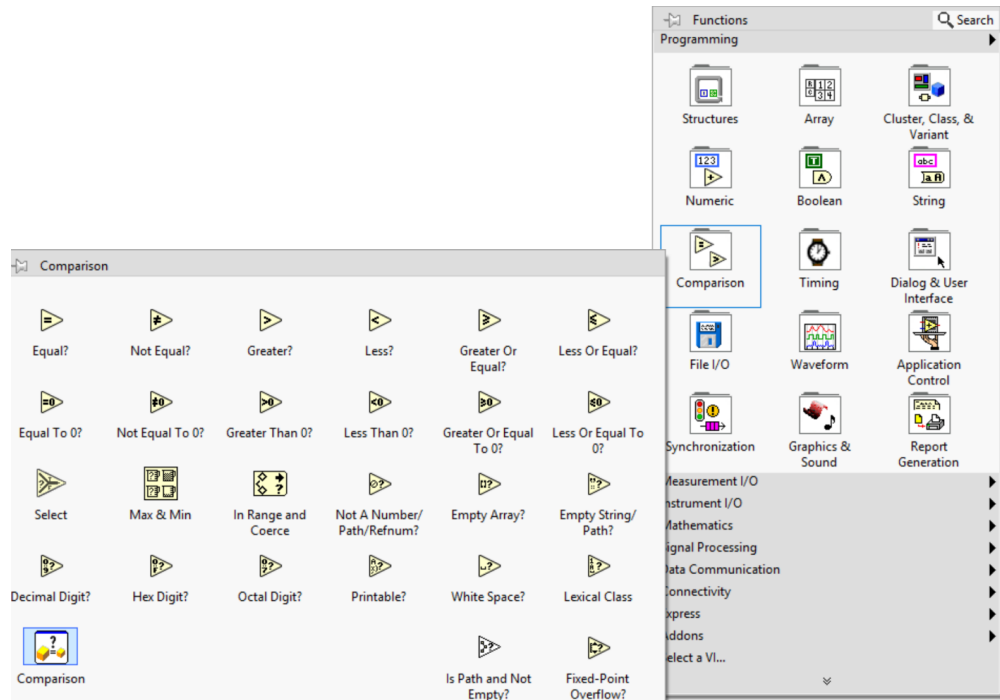 Functions
Search
Programming
Structures
Array
Cluster, Class, &
Variant
Numeric
Boolean
String
Comparison
Timing
Dialog & User
Interface
File I/O
Waveform
Application
Control
Synchronization
Graphics &
Sound
Report
Generation
Measurement I/O
Instrument I/O
Mathematics
Signal Processing
Data Communication
Connectivity
Express
Addons
Select a VI...
Comparison
Equal?
Not Equal?
Greater?
Less?
Greater Or
Equal?
Less Or Equal?
Equal To 0?
Not Equal To 0?
Greater Than 0?
Less Than 0?
Greater Or Equal
To 0?
Less Or Equal To
0?
Select
Max & Min
In Range and
Coerce
Not A Number/
Path/Refnum?
Empty Array?
Empty String/
Path?
Decimal Digit?
Hex Digit?
Octal Digit?
Printable?
White Space?
Lexical Class
Comparison
Is Path and Not
Empty?
Fixed-Point
Overflow?